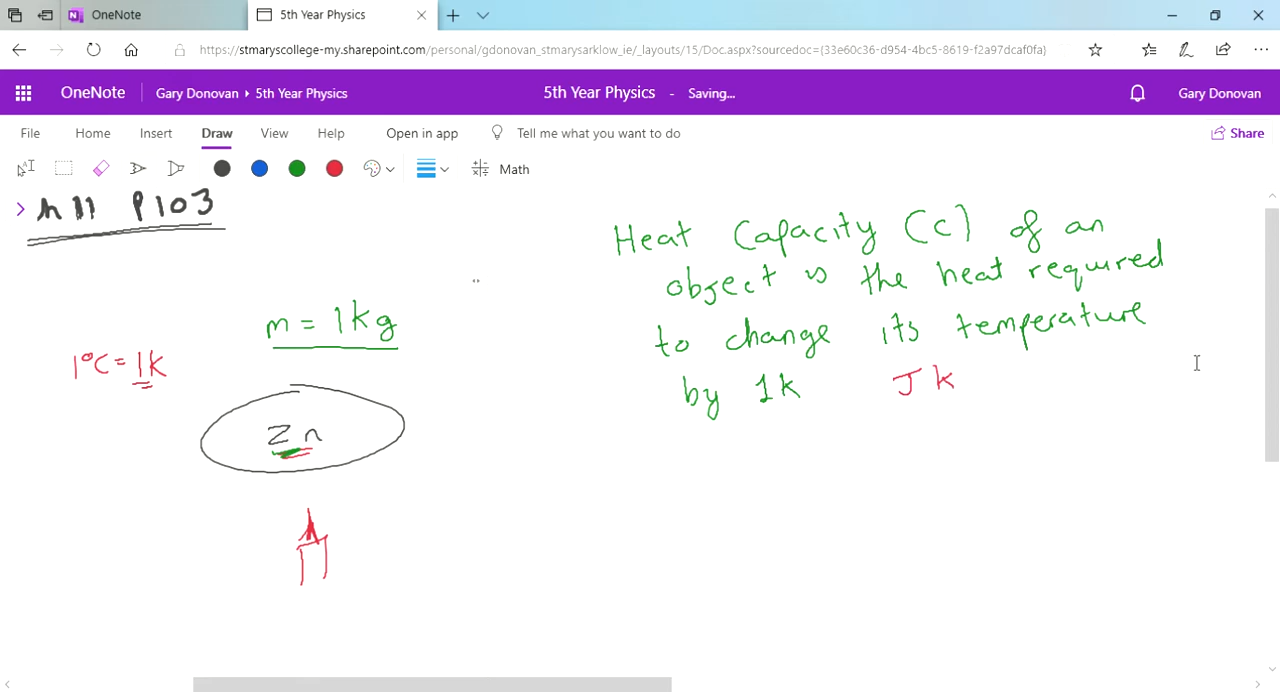 OneNote
5th Year Physics
https://stmaryscollege-my.sharepoint.com/personal/gdonovan_stmarysarklow_ie/_layouts/15/Doc.aspx?sourcedoc={33e60c36-d954-4bc5-8619-f2a97dcaf0fa}
OneNote Gary Donovan 5th Year Physics 5th Year Physics - Saving... Gary Donovan
File Home Insert Draw View Help Open in app Tell me what you want to do Share
Math
P103
Heat Capacity (C) of an
object is the heat required
to change its temperature
by 1k J k
m = 1kg
1°C = 1k
Zn